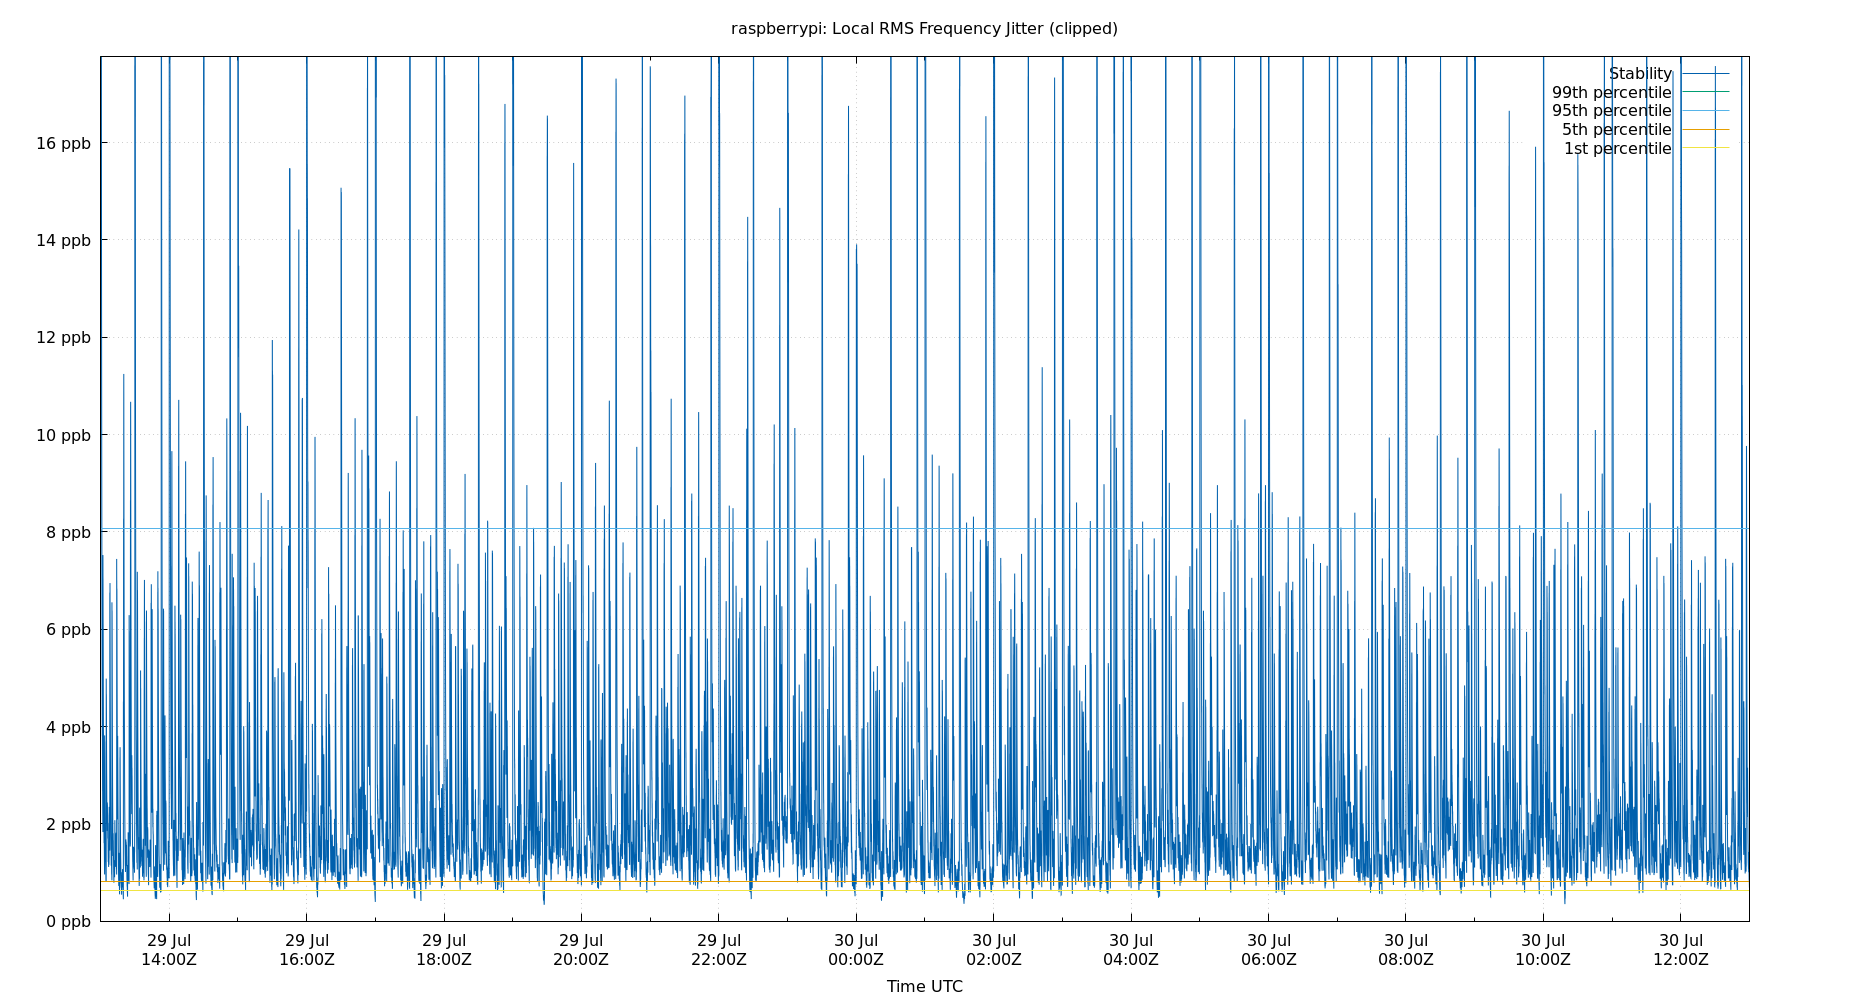 raspberrypi: Local RMS Frequency Jitter (clipped)
Stability
99th percentile
95th percentile
5th percentile
1st percentile
16 ppb
14 ppb
12 ppb
10 ppb
8 ppb
6 ppb
4 ppb
2 ppb
0 ppb
29 Jul 29 Jul 29 Jul 29 Jul 29 Jul 30 Jul 30 Jul 30 Jul 30 Jul 30 Jul 30 Jul 30 Jul
14:00Z 16:00Z 18:00Z 20:00Z 22:00Z 00:00Z 02:00Z 04:00Z 06:00Z 08:00Z 10:00Z 12:00Z
Time UTC